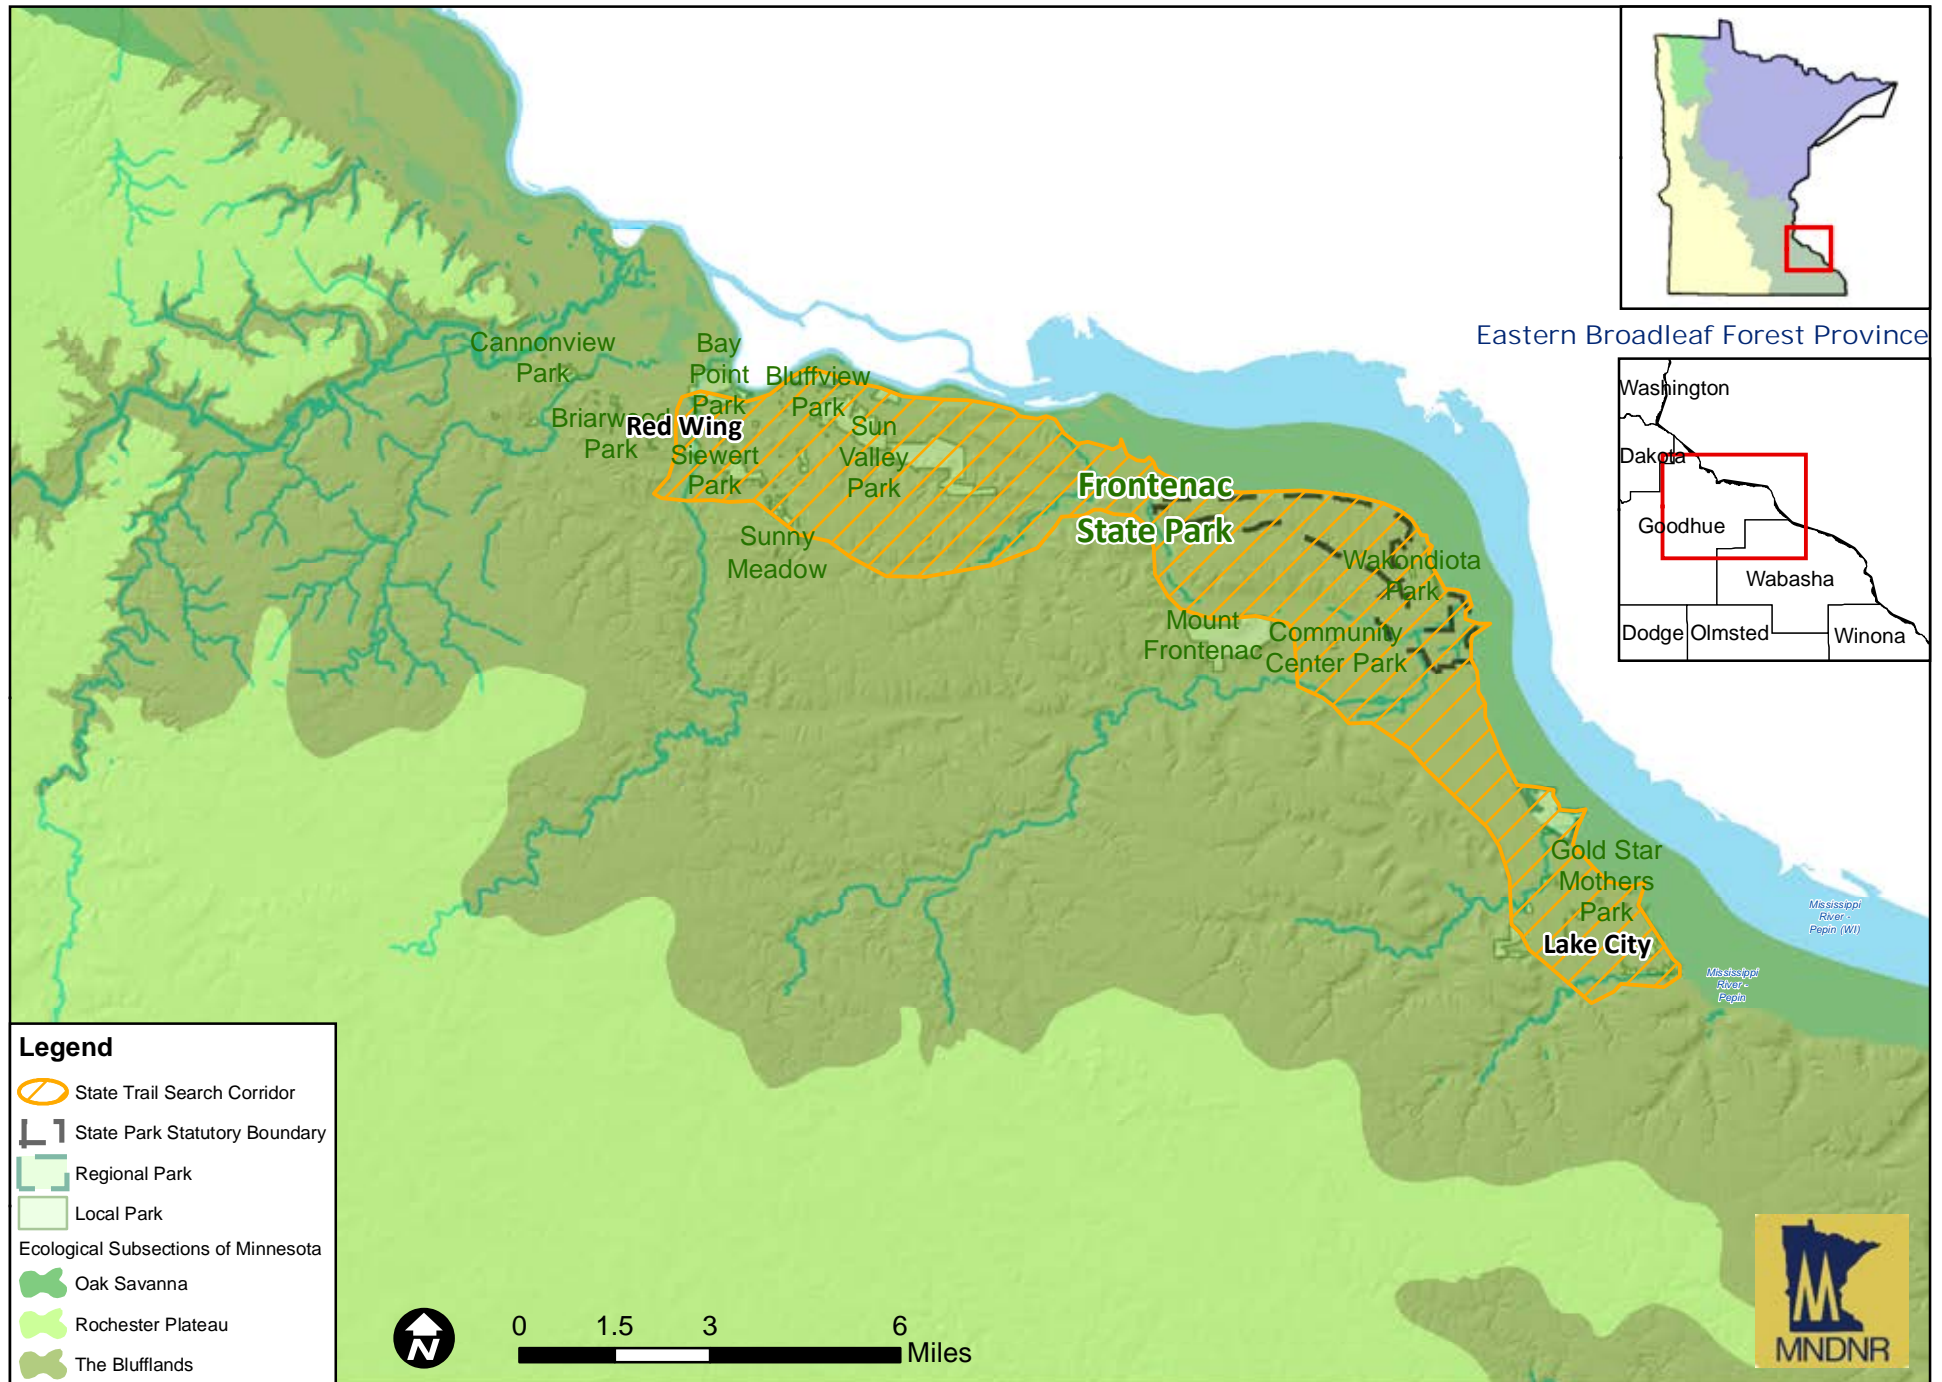 Eastern Broadleaf Forest Province
Washington
Dakota
Goodhue
Wabasha
Dodge
Olmsted
Winona
Cannonview
Park
Bay
Point
Park
Bluffview
Park
Briarwood
Park
Red Wing
Siewert
Park
Sun
Valley
Park
Sunny
Meadow
Frontenac
State Park
Wakondiota
Park
Mount
Frontenac
Community
Center Park
Gold Star
Mothers
Park
Lake City
Mississippi
River -
Pepin (WI)
Mississippi
River -
Pepin
Legend
State Trail Search Corridor
State Park Statutory Boundary
Regional Park
Local Park
Ecological Subsections of Minnesota
Oak Savanna
Rochester Plateau
The Blufflands
N
0 1.5 3 6
Miles
M
MNDNR